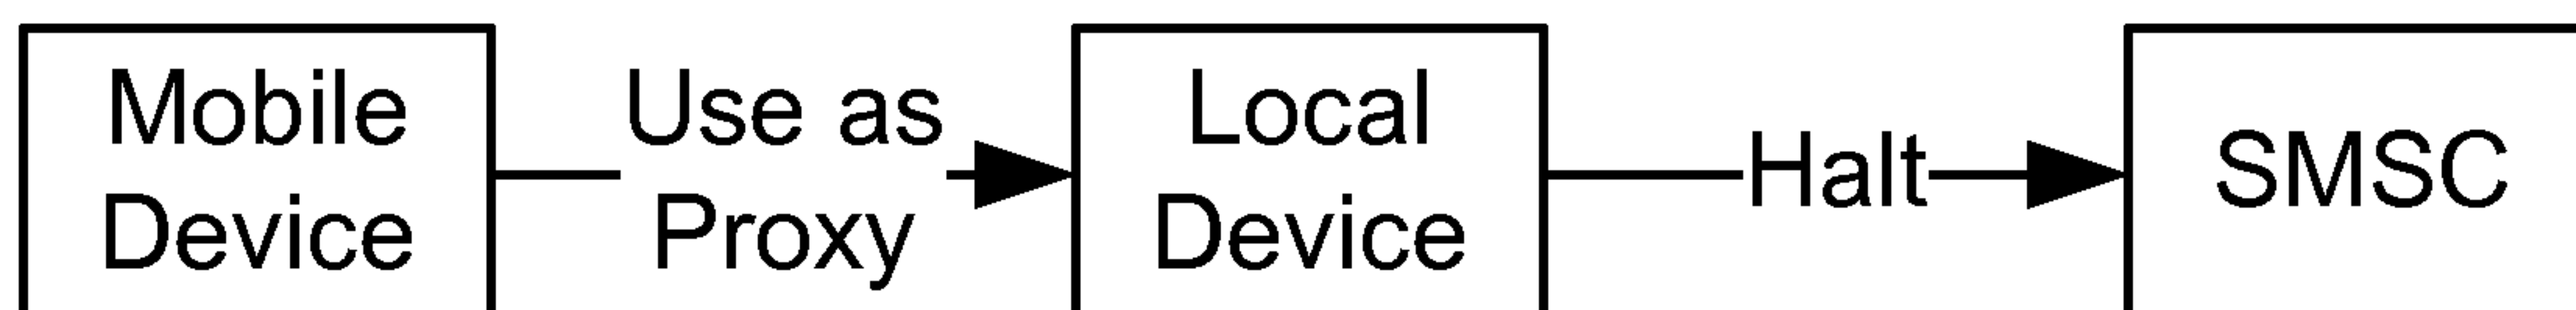 Mobile
Device
Use as
Proxy
Local
Device
Halt
SMSC